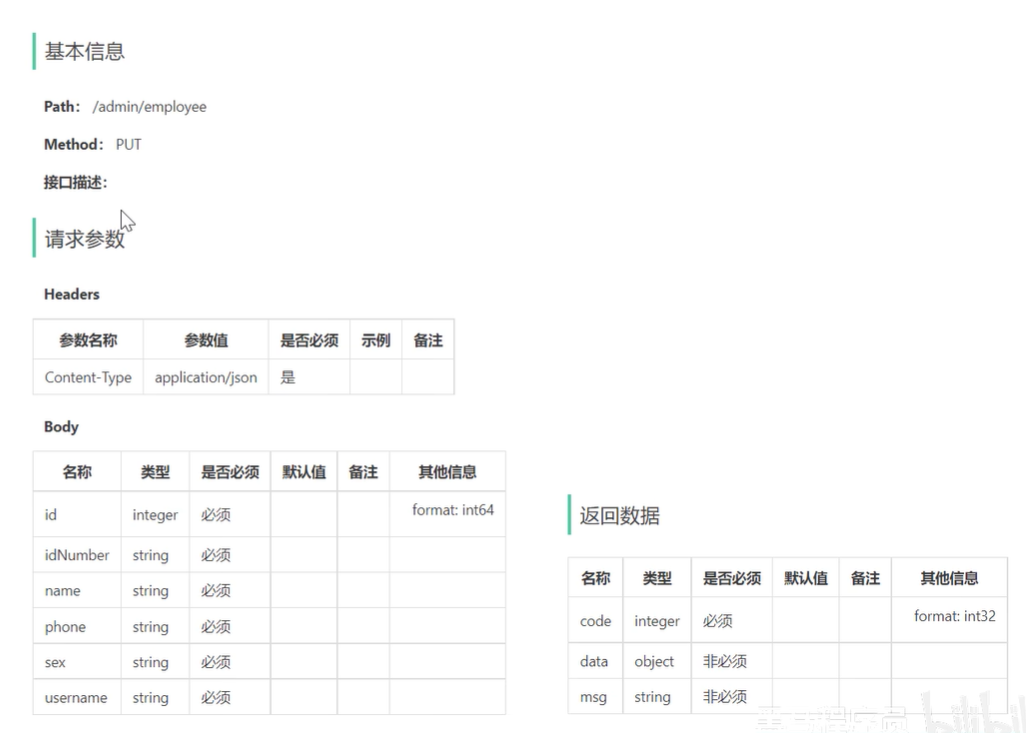 基本信息
Path： /admin/employee
Method： PUT
接口描述：
请求参数
Headers
参数名称 参数值 是否必须 示例 备注
Content-Type application/json 是
Body
名称 类型 是否必须 默认值 备注 其他信息
id integer 必须 format: int64
idNumber string 必须
name string 必须
phone string 必须
sex string 必须
username string 必须
返回数据
名称 类型 是否必须 默认值 备注 其他信息
code integer 必须 format: int32
data object 非必须
msg string 非必须
bilibili